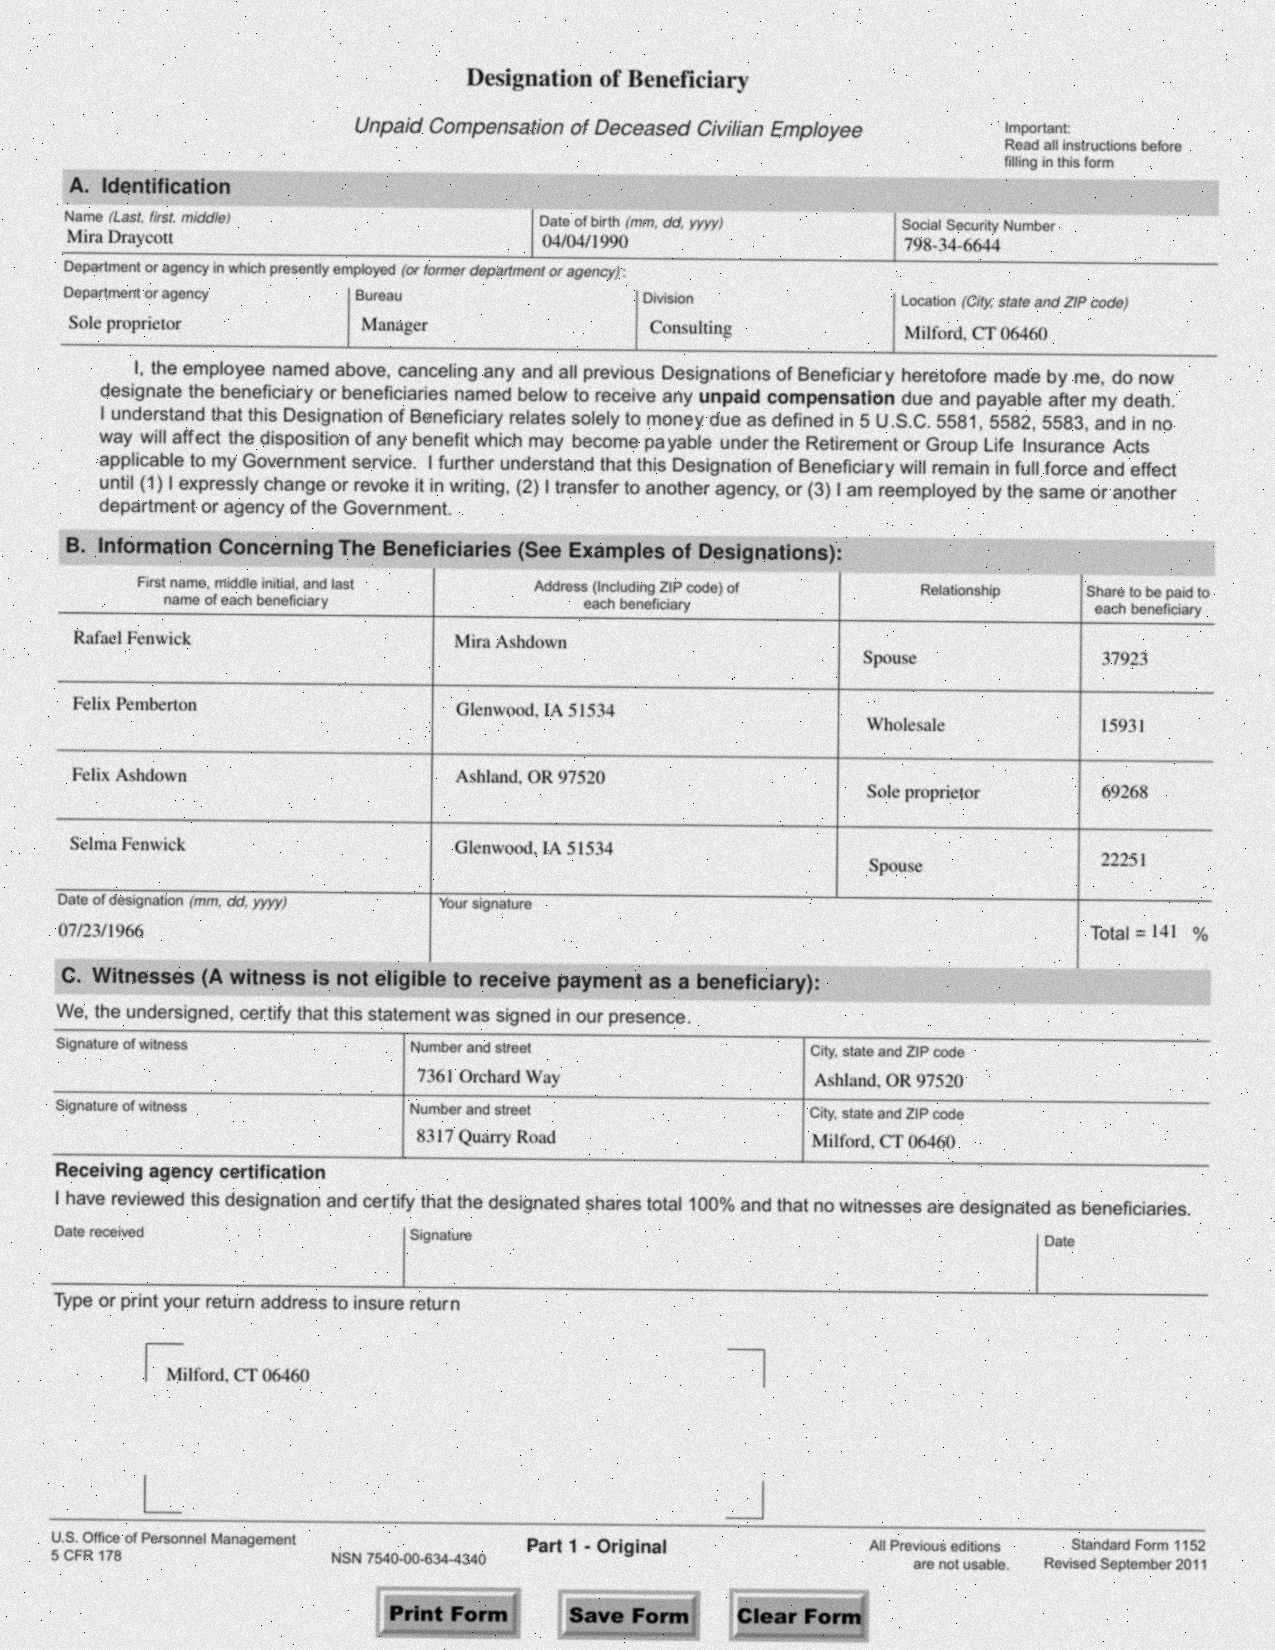 Designation of Beneficiary
Unpaid Compensation of Deceased Civilian Employee
Important:
Read all instructions before
filling in this form
A. Identification
Name (Last, first, middle)
Mira Draycott
Date of birth (mm, dd, yyyy)
04/04/1990
Social Security Number
798-34-6644
Department or agency in which presently employed (or former department or agency):
Department or agency
Sole proprietor
Bureau
Manager
Division
Consulting
Location (City, state and ZIP code)
Milford, CT 06460
I, the employee named above, canceling any and all previous Designations of Beneficiary heretofore made by me, do now
designate the beneficiary or beneficiaries named below to receive any unpaid compensation due and payable after my death.
I understand that this Designation of Beneficiary relates solely to money due as defined in 5 U.S.C. 5581, 5582, 5583, and in no
way will affect the disposition of any benefit which may become payable under the Retirement or Group Life Insurance Acts
applicable to my Government service. I further understand that this Designation of Beneficiary will remain in full force and effect
until (1) I expressly change or revoke it in writing, (2) I transfer to another agency, or (3) I am reemployed by the same or another
department or agency of the Government.
B. Information Concerning The Beneficiaries (See Examples of Designations):
First name, middle initial, and last
name of each beneficiary
Address (Including ZIP code) of
each beneficiary
Relationship
Share to be paid to
each beneficiary
Rafael Fenwick
Mira Ashdown
Spouse
37923
Felix Pemberton
Glenwood, IA 51534
Wholesale
15931
Felix Ashdown
Ashland, OR 97520
Sole proprietor
69268
Selma Fenwick
Glenwood, IA 51534
Spouse
22251
Date of designation (mm, dd, yyyy)
07/23/1966
Your signature
Total = 141 %
C. Witnesses (A witness is not eligible to receive payment as a beneficiary):
We, the undersigned, certify that this statement was signed in our presence.
Signature of witness
Number and street
7361 Orchard Way
City, state and ZIP code
Ashland, OR 97520
Signature of witness
Number and street
8317 Quarry Road
City, state and ZIP code
Milford, CT 06460
Receiving agency certification
I have reviewed this designation and certify that the designated shares total 100% and that no witnesses are designated as beneficiaries.
Date received
Signature
Date
Type or print your return address to insure return
Milford, CT 06460
U.S. Office of Personnel Management
5 CFR 178
NSN 7540-00-634-4340
Part 1 - Original
All Previous editions
are not usable.
Standard Form 1152
Revised September 2011
Print Form
Save Form
Clear Form